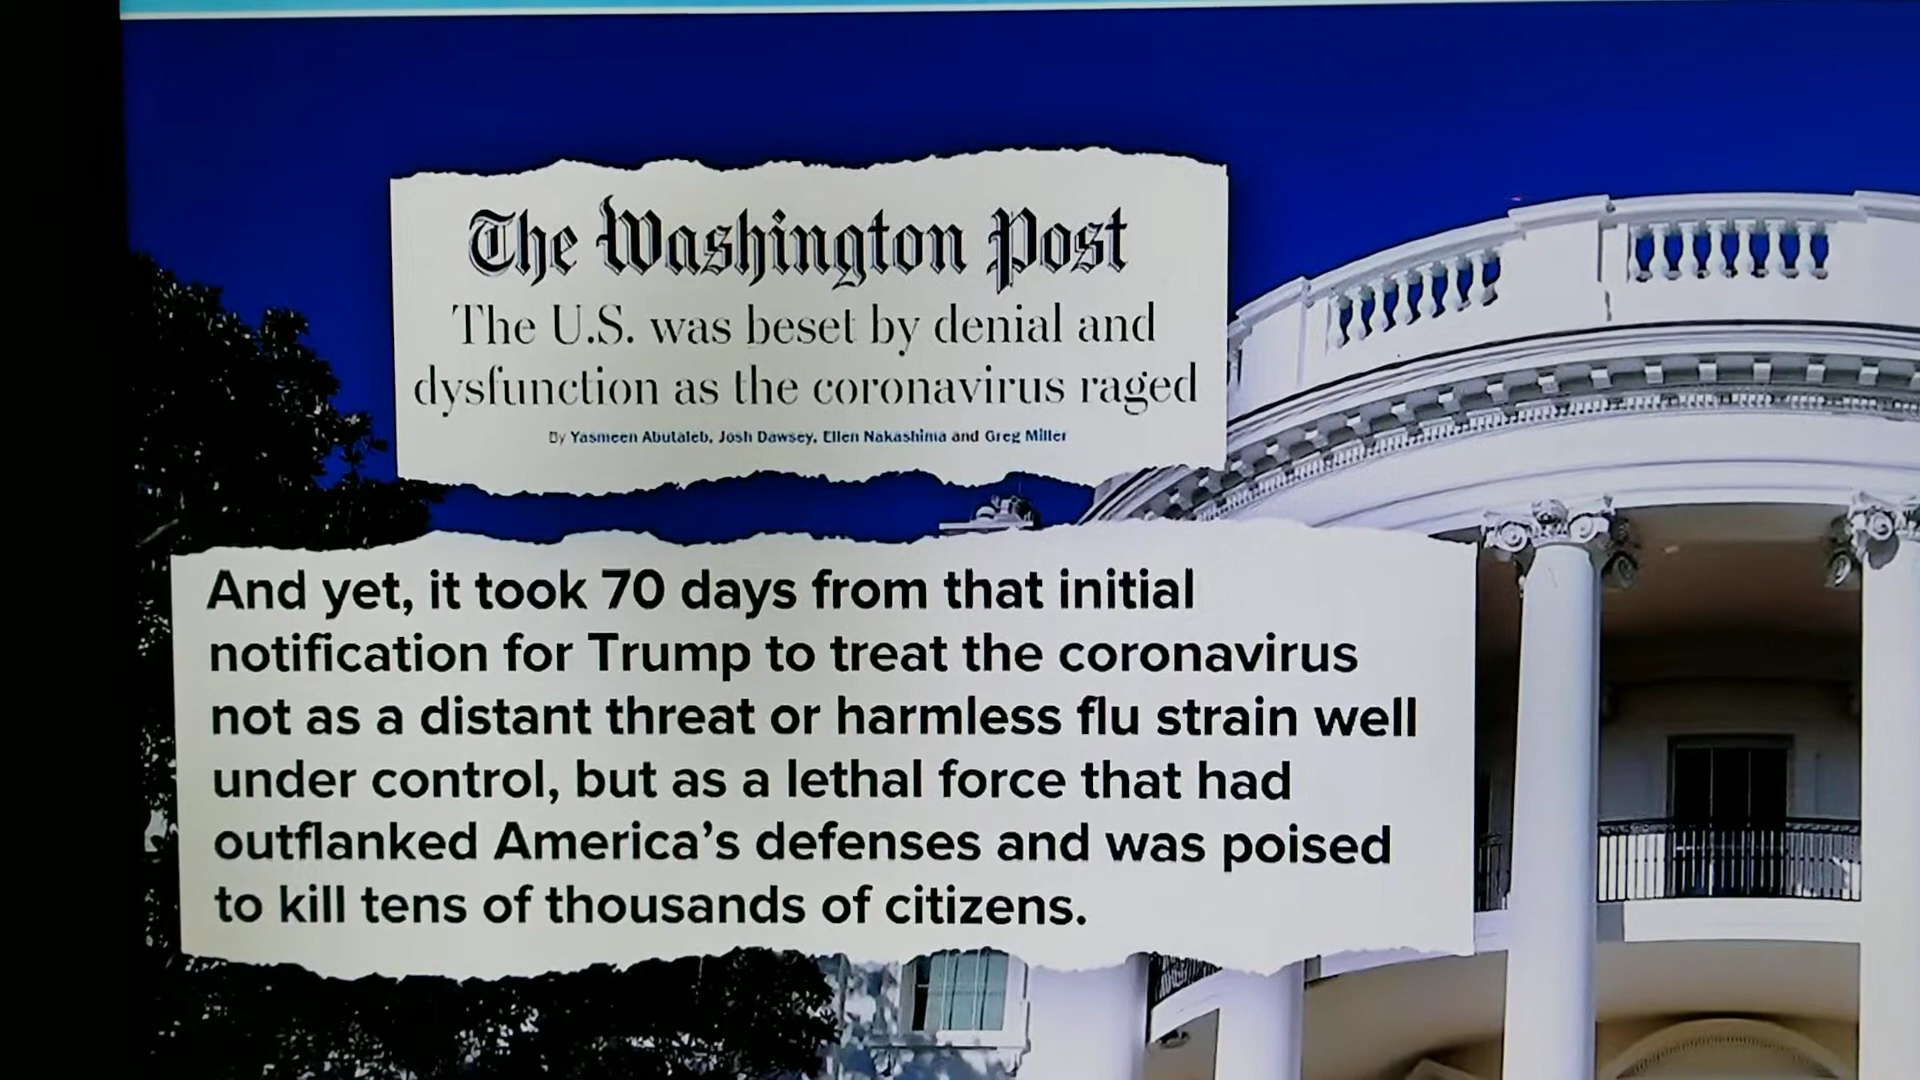 The Washington Post
The U.S. was beset by denial and
dysfunction as the coronavirus raged
By Yasmeen Abutaleb, Josh Dawsey, Ellen Nakashima and Greg Miller
And yet, it took 70 days from that initial
notification for Trump to treat the coronavirus
not as a distant threat or harmless flu strain well
under control, but as a lethal force that had
outflanked America's defenses and was poised
to kill tens of thousands of citizens.